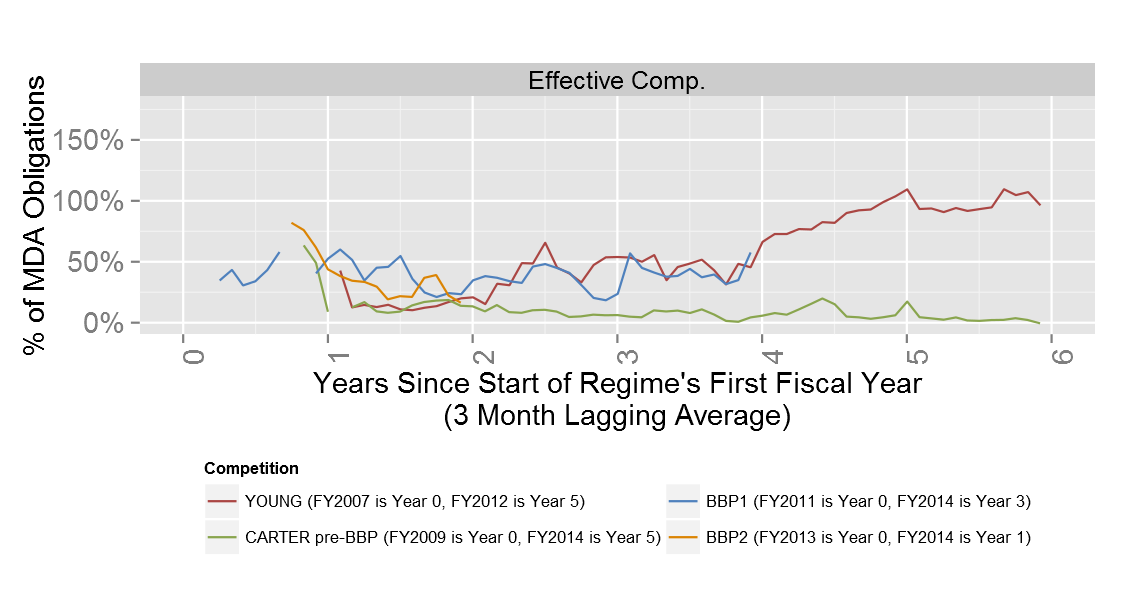 Effective Comp.
% of MDA Obligations
150%
100%
50%
0%
0
1
2
3
4
5
6
Years Since Start of Regime's First Fiscal Year
(3 Month Lagging Average)
Competition
YOUNG (FY2007 is Year 0, FY2012 is Year 5)
BBP1 (FY2011 is Year 0, FY2014 is Year 3)
CARTER pre-BBP (FY2009 is Year 0, FY2014 is Year 5)
BBP2 (FY2013 is Year 0, FY2014 is Year 1)